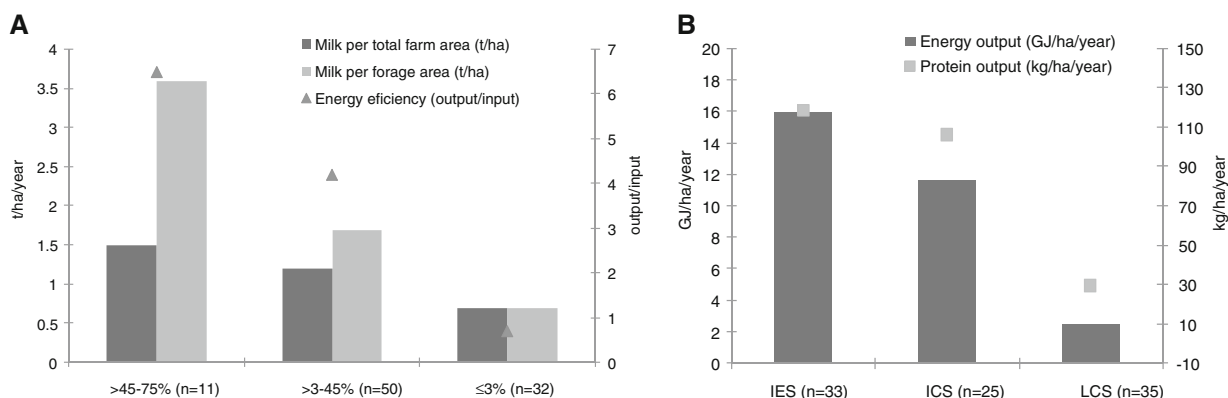 A
Milk per total farm area (t/ha)
Milk per forage area (t/ha)
Energy eficiency (output/input)
t/ha/year
4
3.5
3
2.5
2
1.5
1
0.5
0
output/input
7
6
5
4
3
2
1
0
>45-75% (n=11)
>3-45% (n=50)
≤3% (n=32)
B
Energy output (GJ/ha/year)
Protein output (kg/ha/year)
GJ/ha/year
20
18
16
14
12
10
8
6
4
2
0
kg/ha/year
150
130
110
90
70
50
30
10
-10
IES (n=33)
ICS (n=25)
LCS (n=35)